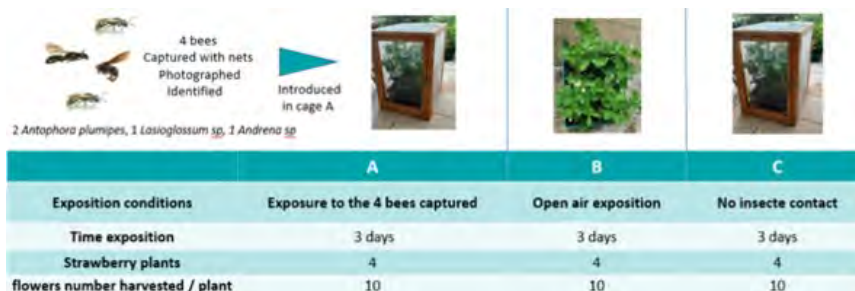 4 bees
Captured with nets
Photographed
Identified
Introduced
in cage A
2 Antophora plumipes, 1 Lasioglossum sp, 1 Andrena sp
A B C
Exposition conditions Exposure to the 4 bees captured Open air exposition No insecte contact
Time exposition 3 days 3 days 3 days
Strawberry plants 4 4 4
flowers number harvested / plant 10 10 10